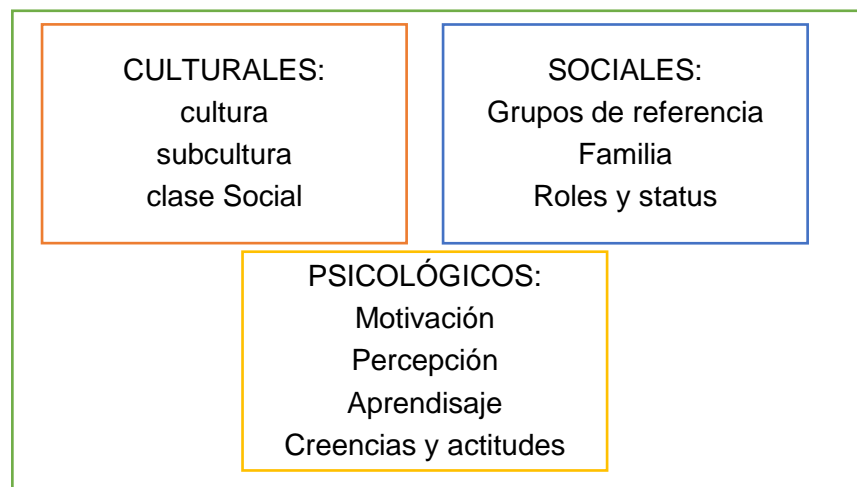 CULTURALES:
cultura
subcultura
clase Social
SOCIALES:
Grupos de referencia
Familia
Roles y status
PSICOLÓGICOS:
Motivación
Percepción
Aprendisaje
Creencias y actitudes